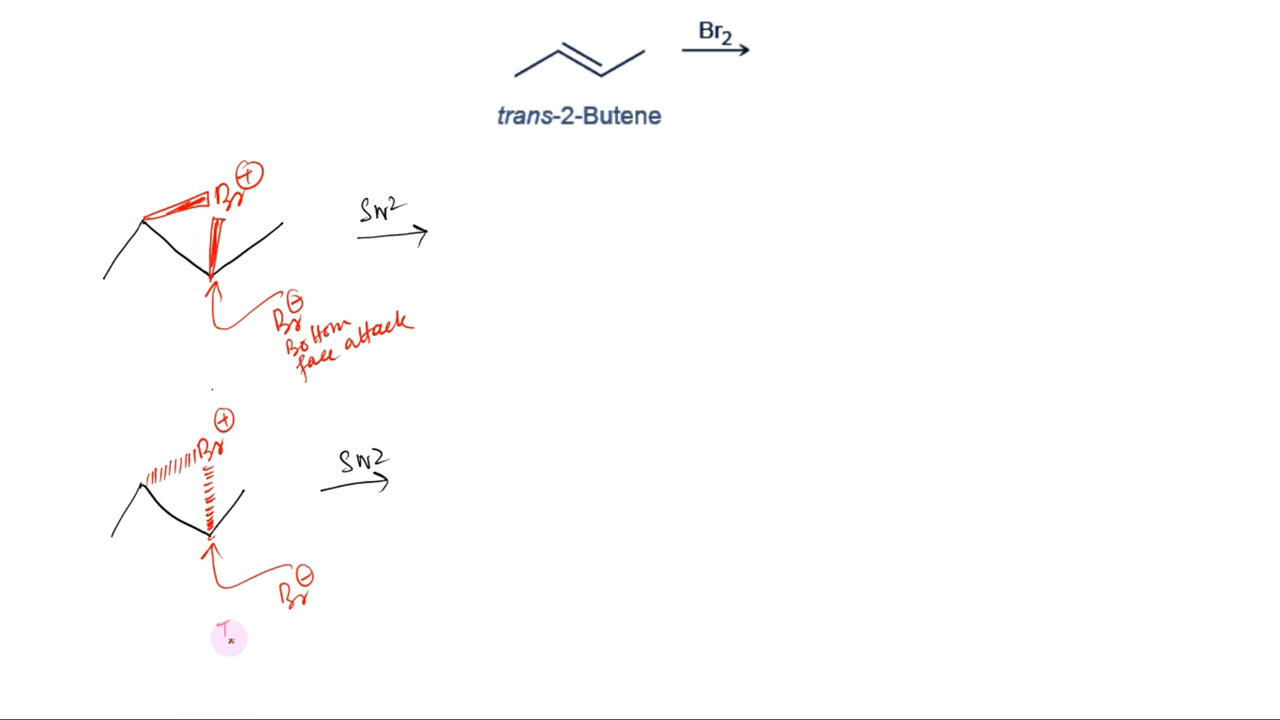 Br2
trans-2-Butene
Br⊕
SN2
⊖
Br
Bottom
face attack
⊕
Br
SN2
⊖
Br
T